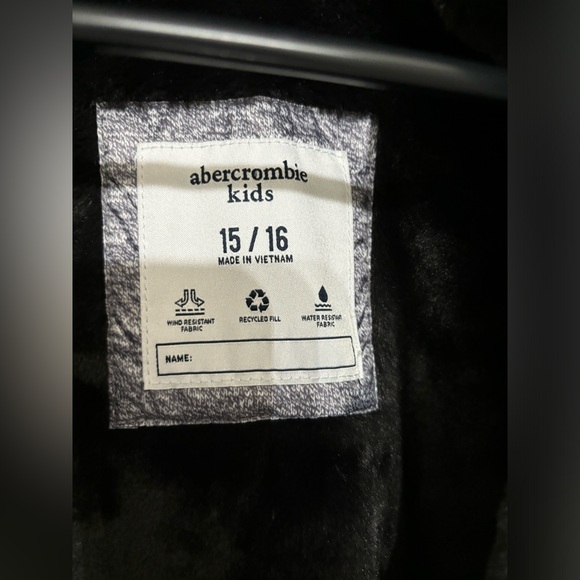 abercrombie
kids
15 / 16
MADE IN VIETNAM
WIND RESISTANT
FABRIC
RECYCLED FILL
WATER RESISTANT
FABRIC
NAME: